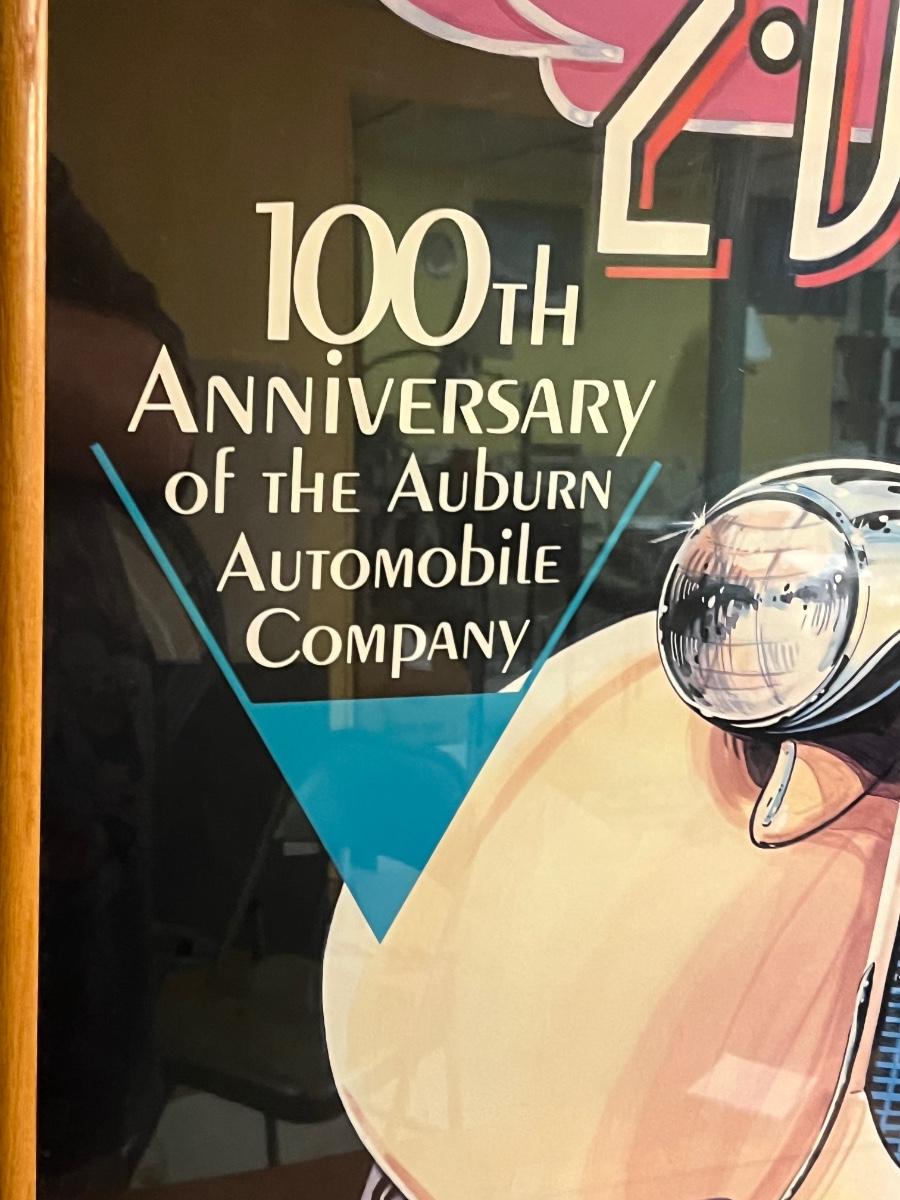 100TH
ANNIVERSARY
of THE AUBURN
AUTOMOBILE
COMPANY